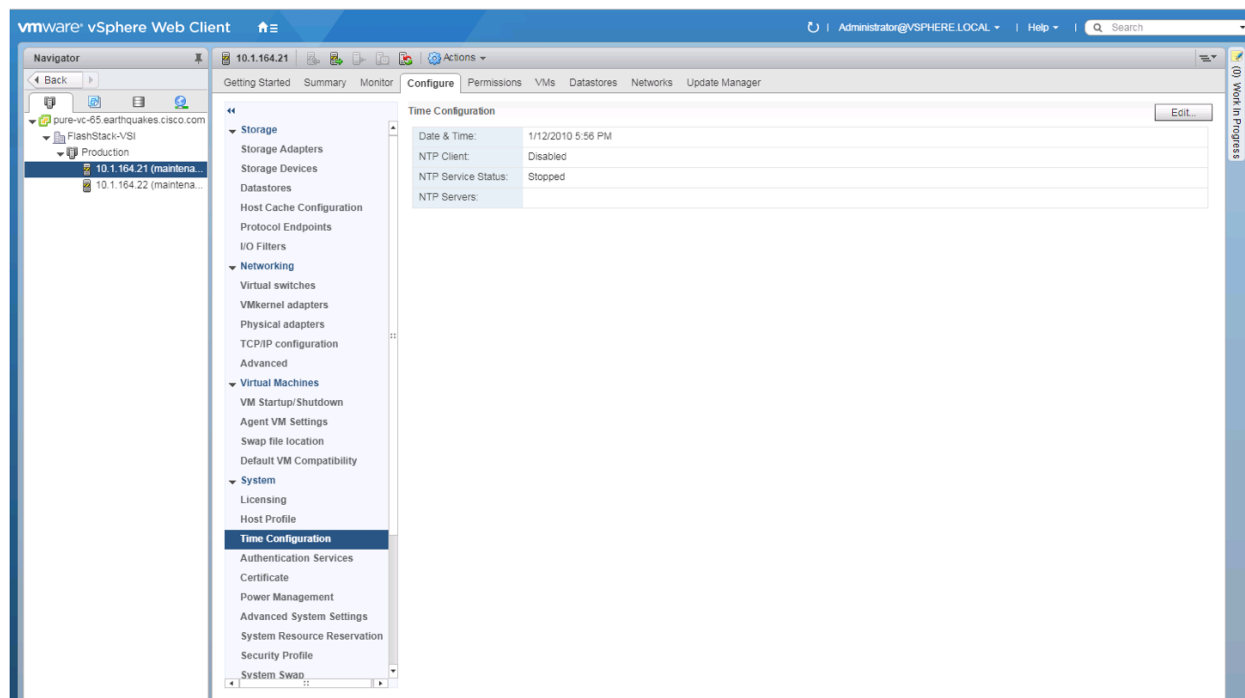 vmware® vSphere Web Client
Administrator@VSPHERE.LOCAL
Help
Search
Navigator
Back
pure-vc-65.earthquakes.cisco.com
FlashStack-VSI
Production
10.1.164.21 (maintena...
10.1.164.22 (maintena...
10.1.164.21
Actions
Getting Started Summary Monitor Configure Permissions VMs Datastores Networks Update Manager
Storage
Storage Adapters
Storage Devices
Datastores
Host Cache Configuration
Protocol Endpoints
I/O Filters
Networking
Virtual switches
VMkernel adapters
Physical adapters
TCP/IP configuration
Advanced
Virtual Machines
VM Startup/Shutdown
Agent VM Settings
Swap file location
Default VM Compatibility
System
Licensing
Host Profile
Time Configuration
Authentication Services
Certificate
Power Management
Advanced System Settings
System Resource Reservation
Security Profile
System Swap
Time Configuration
Edit...
Date & Time: 1/12/2010 5:56 PM
NTP Client: Disabled
NTP Service Status: Stopped
NTP Servers:
(0) Work In Progress